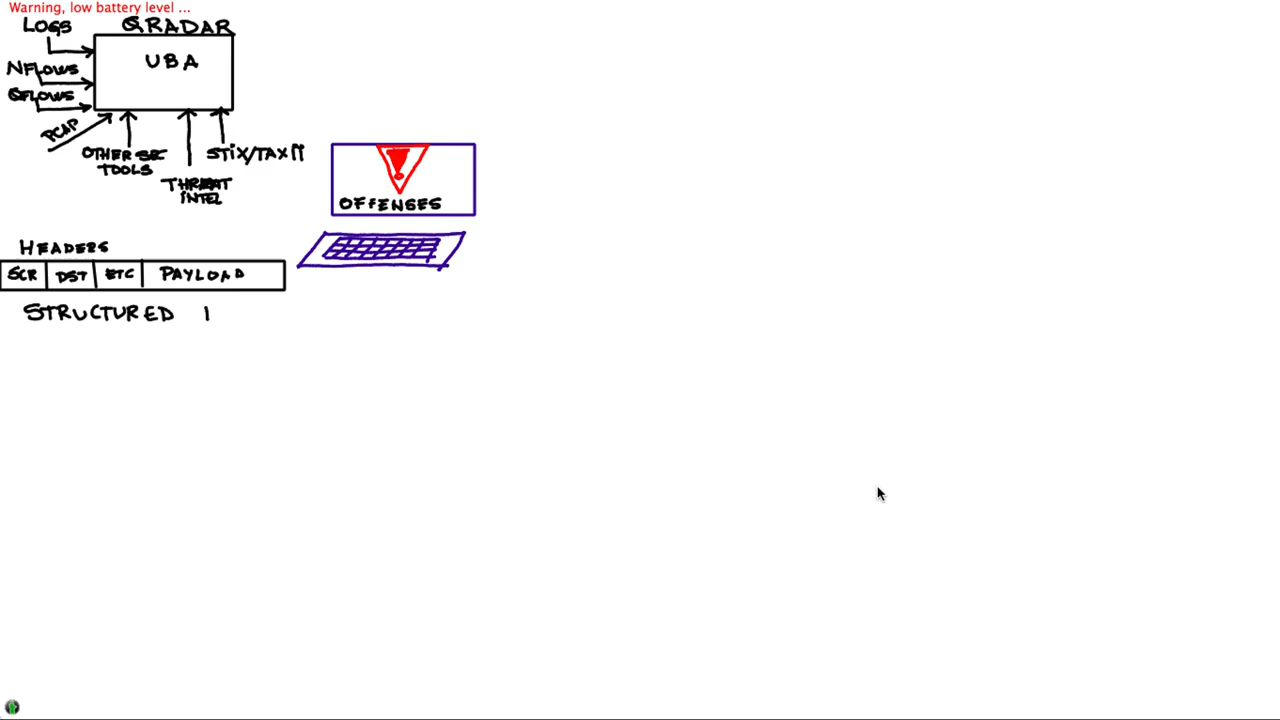 Warning, low battery level ...
LOGS
QRADAR
UBA
NFLOWS
QFLOWS
PCAP
OTHER SEC
TOOLS
STIX/TAXII
THREAT
INTEL
OFFENSES
HEADERS
SCR DST ETC PAYLOAD
STRUCTURED I